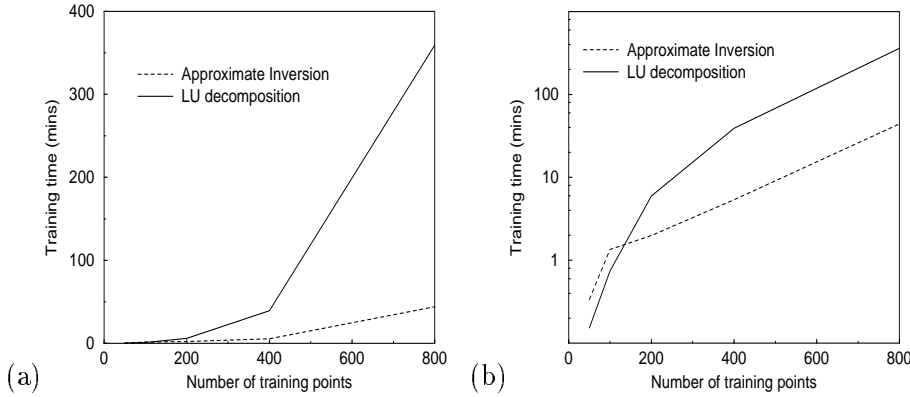 400
300
200
100
0
Training time (mins)
Approximate Inversion
LU decomposition
0 200 400 600 800
Number of training points
(a)
100
10
1
Training time (mins)
Approximate Inversion
LU decomposition
0 200 400 600 800
Number of training points
(b)